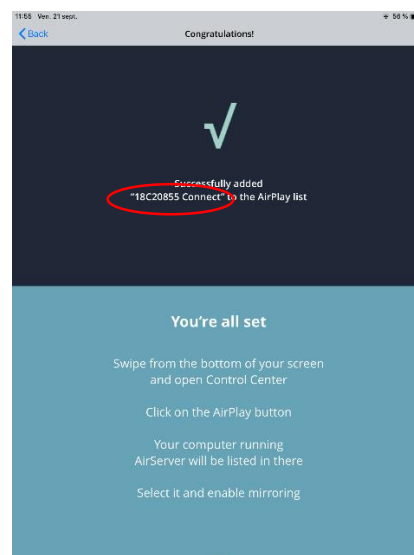 11:55 Ven. 21 sept. 56 %
Back Congratulations!
√
Successfully added
"18C20855 Connect" to the AirPlay list
You're all set
Swipe from the bottom of your screen
and open Control Center
Click on the AirPlay button
Your computer running
AirServer will be listed in there
Select it and enable mirroring